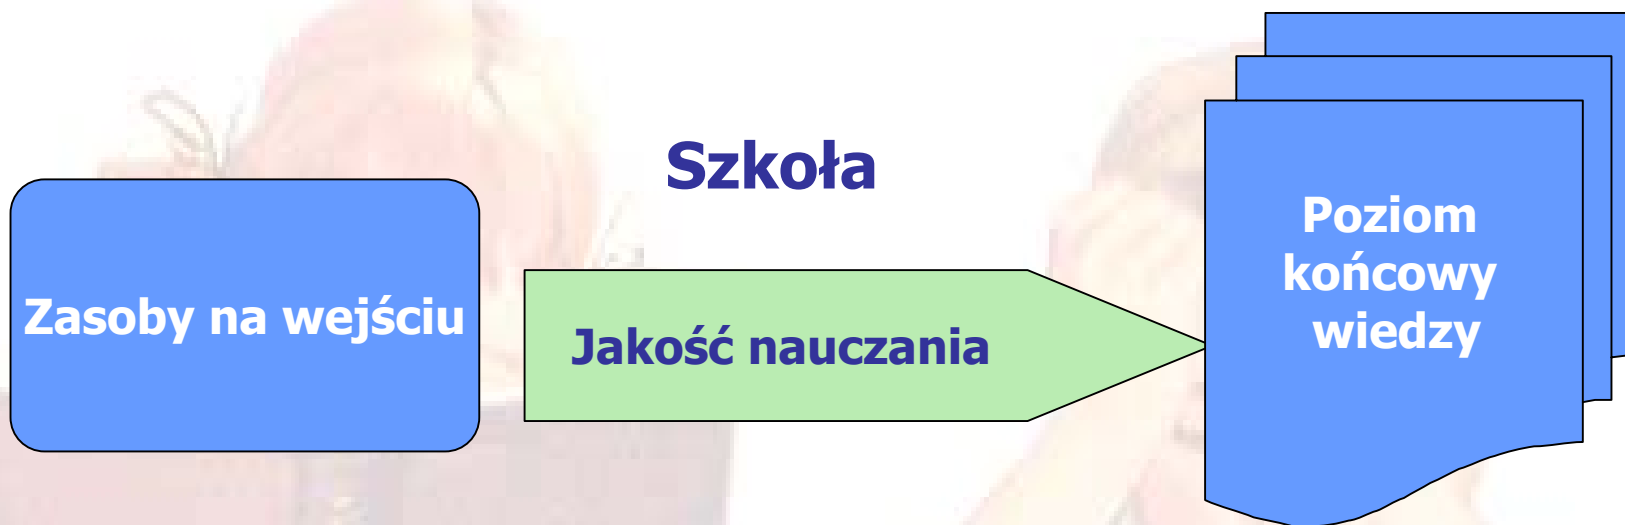 Szkoła
Zasoby na wejściu
Jakość nauczania
Poziom
końcowy
wiedzy